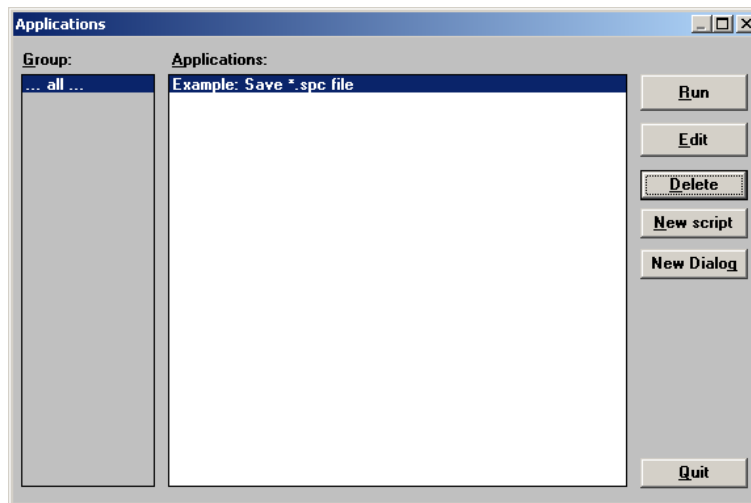 Applications
Group:
Applications:
... all ...
Example: Save *.spc file
Run
Edit
Delete
New script
New Dialog
Quit